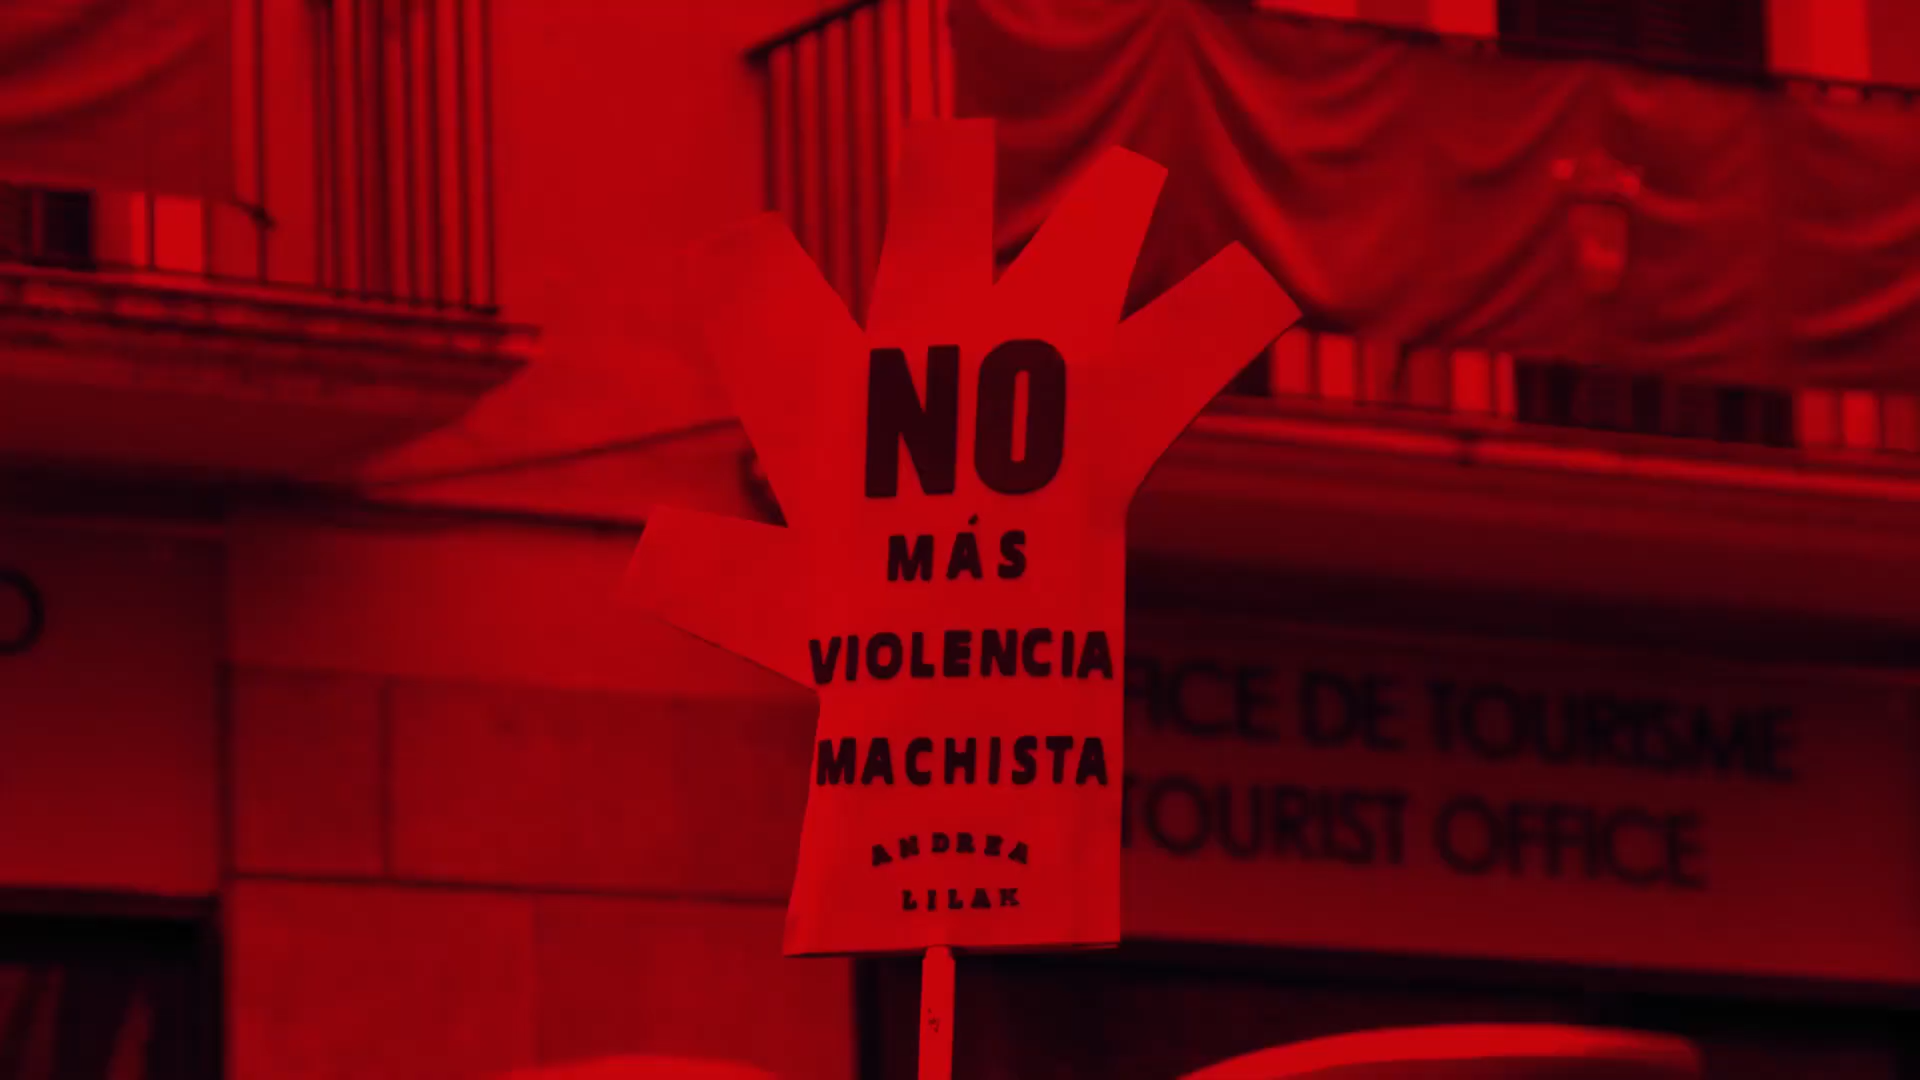 NO
MÁS
VIOLENCIA
MACHISTA
ANDREA
LILAK
DE TOURISME
TOURIST OFFICE